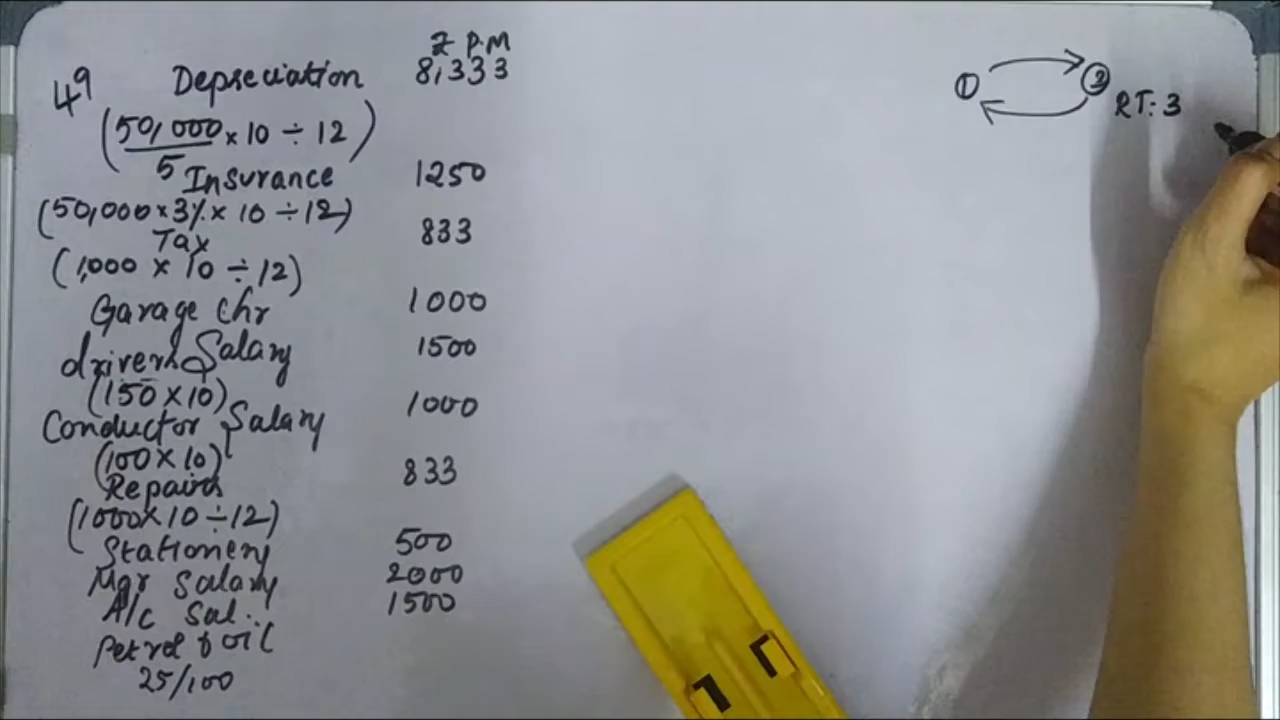 49
₹ P.M
Depreciation 8,333
(50,000 × 10 ÷ 12)
5
Insurance 1250
(50,000 × 3% × 10 ÷ 12)
Tax 833
(1,000 × 10 ÷ 12)
Garage chr 1000
drivers Salary 1500
(150 × 10)
Conductor Salary 1000
(100 × 10)
Repairs 833
(1000 × 10 ÷ 12)
Stationery 500
Mgr Salary 2000
A/c Sal. 1500
Petrol & oil
25/100
1 2
RT: 3